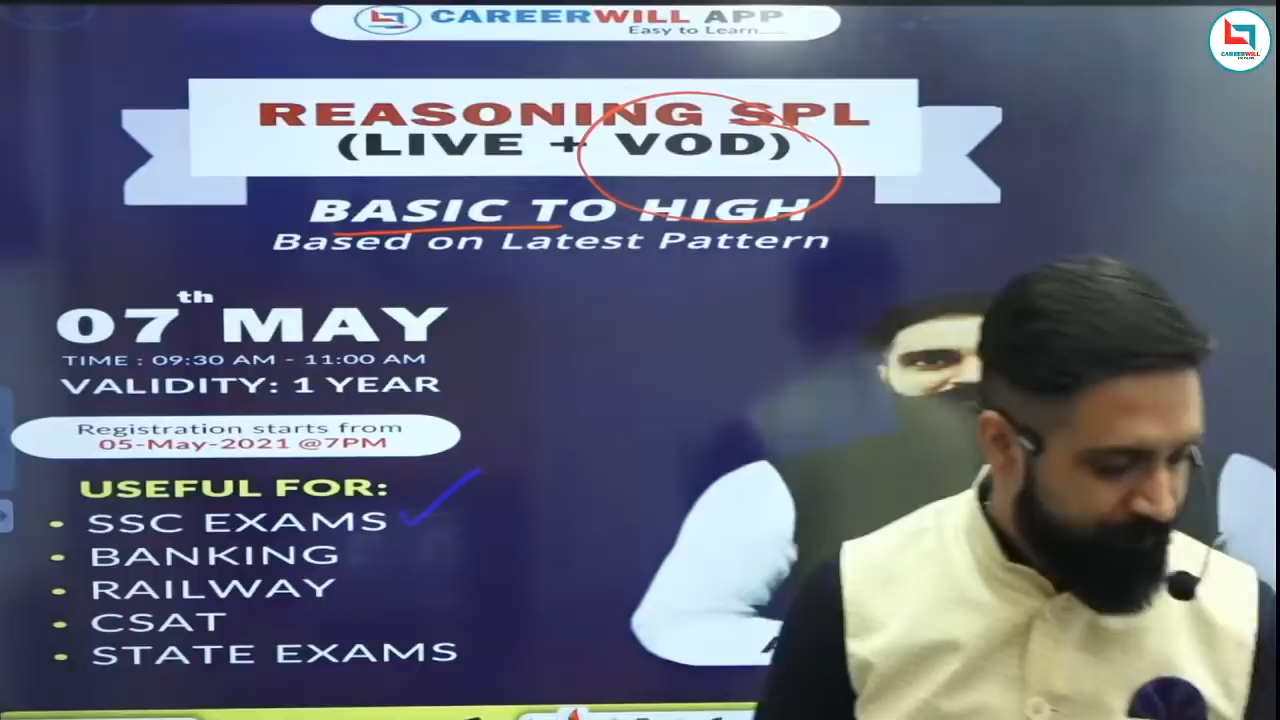 CAREERWILL APP
Easy to Learn.....
CAREERWILL
REASONING SPL
(LIVE + VOD)
BASIC TO HIGH
Based on Latest Pattern
07th MAY
TIME : 09:30 AM - 11:00 AM
VALIDITY: 1 YEAR
Registration starts from
05-May-2021 @7PM
USEFUL FOR:
• SSC EXAMS
• BANKING
• RAILWAY
• CSAT
• STATE EXAMS